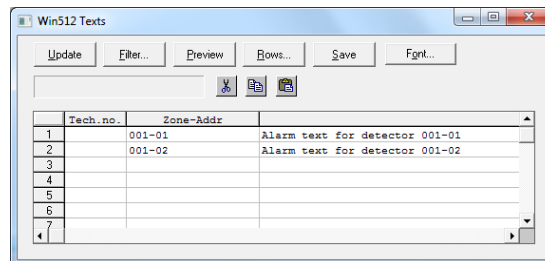 Win512 Texts
Update Filter... Preview Rows... Save Font...
Tech.no. Zone-Addr
1 001-01 Alarm text for detector 001-01
2 001-02 Alarm text for detector 001-02
3
4
5
6
7